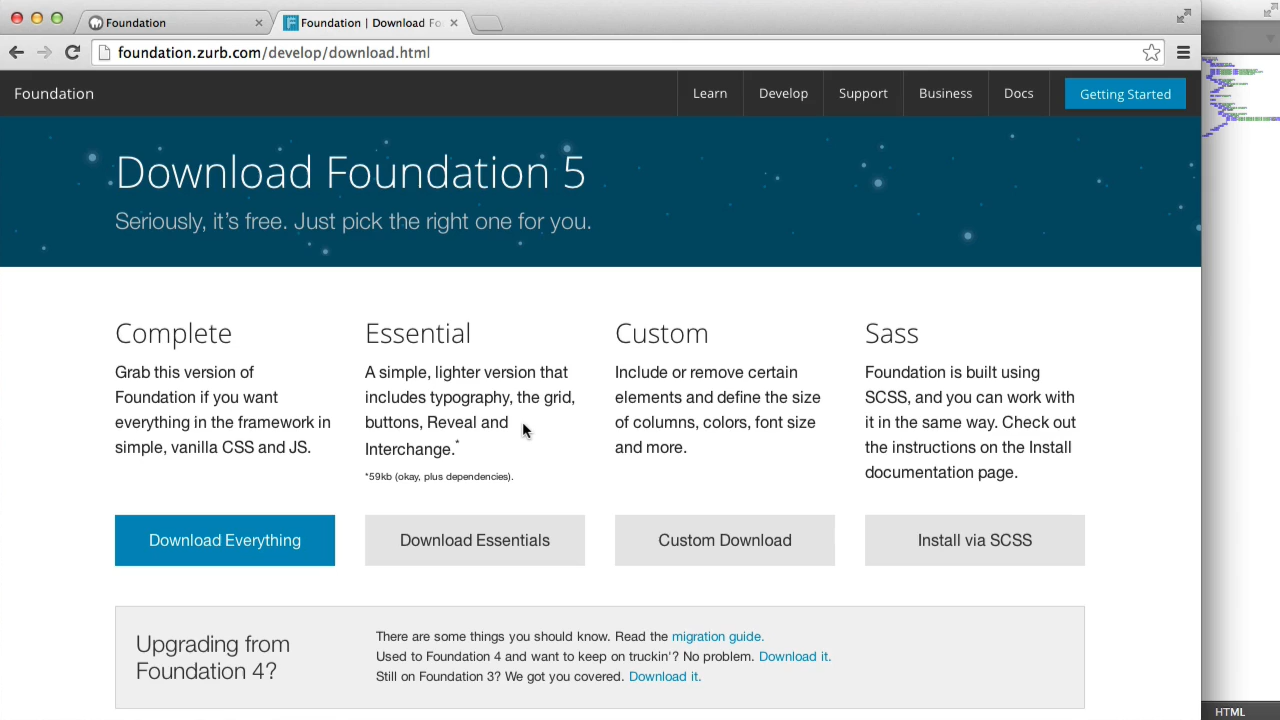 Foundation
Foundation | Download Fo
foundation.zurb.com/develop/download.html
Foundation
Learn
Develop
Support
Business
Docs
Getting Started
Download Foundation 5
Seriously, it's free. Just pick the right one for you.
Complete
Grab this version of
Foundation if you want
everything in the framework in
simple, vanilla CSS and JS.
Download Everything
Essential
A simple, lighter version that
includes typography, the grid,
buttons, Reveal and
Interchange.*
*59kb (okay, plus dependencies).
Download Essentials
Custom
Include or remove certain
elements and define the size
of columns, colors, font size
and more.
Custom Download
Sass
Foundation is built using
SCSS, and you can work with
it in the same way. Check out
the instructions on the Install
documentation page.
Install via SCSS
Upgrading from
Foundation 4?
There are some things you should know. Read the migration guide.
Used to Foundation 4 and want to keep on truckin'? No problem. Download it.
Still on Foundation 3? We got you covered. Download it.
HTML